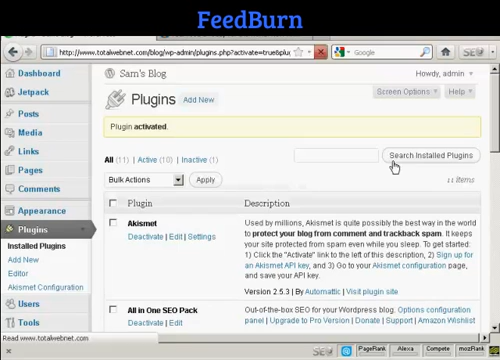 FeedBurn
http://www.totalwebnet.com/blog/wp-admin/plugins.php?activate=true&plu
Google
SEO
Dashboard
Jetpack
Posts
Media
Links
Pages
Comments
Appearance
Plugins
Installed Plugins
Add New
Editor
Akismet Configuration
Users
Tools
Sam's Blog
Howdy, admin
Plugins Add New
Screen Options Help
Plugin activated.
All (11) | Active (10) | Inactive (1)
Search Installed Plugins
Bulk Actions Apply
11 items
Plugin Description
Akismet
Deactivate | Edit | Settings
Used by millions, Akismet is quite possibly the best way in the world
to protect your blog from comment and trackback spam. It keeps
your site protected from spam even while you sleep. To get started:
1) Click the "Activate" link to the left of this description, 2) Sign up for
an Akismet API key, and 3) Go to your Akismet configuration
page, and save your API key.
Version 2.5.3 | By Automattic | Visit plugin site
All in One SEO Pack
Deactivate | Edit
Out-of-the-box SEO for your Wordpress blog. Options configuration
panel | Upgrade to Pro Version | Donate | Support | Amazon Wishlist
Read www.totalwebnet.com
SEO PageRank Alexa Compete mozRank